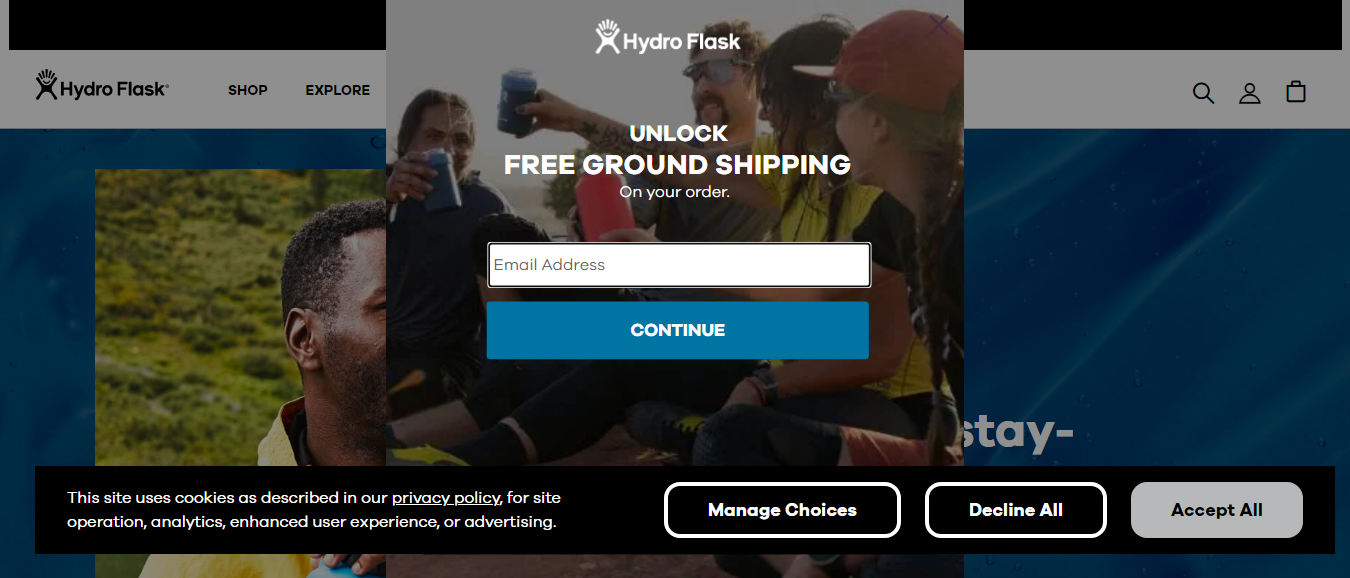 Hydro Flask
Hydro Flask
SHOP
EXPLORE
UNLOCK
FREE GROUND SHIPPING
On your order.
Email Address
CONTINUE
stay-
This site uses cookies as described in our privacy policy, for site
operation, analytics, enhanced user experience, or advertising.
Manage Choices
Decline All
Accept All